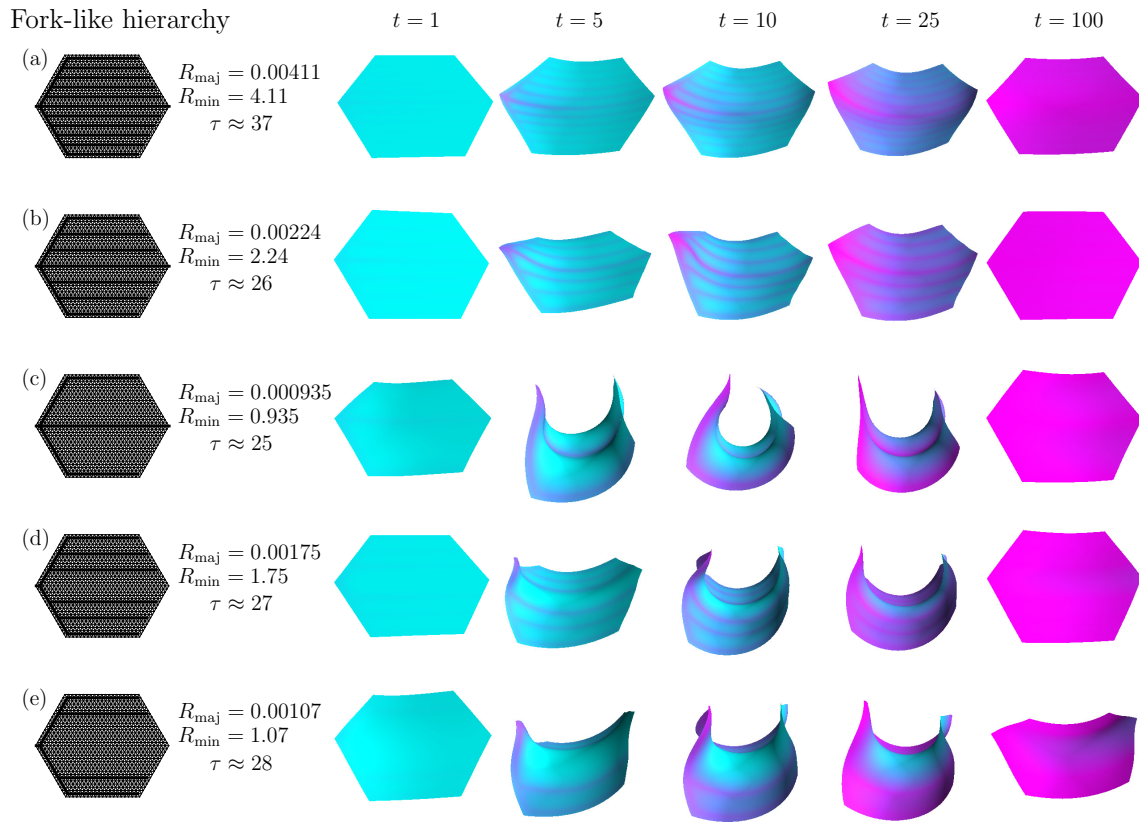 Fork-like hierarchy
t = 1 t = 5 t = 10 t = 25 t = 100
(a)
R_maj = 0.00411
R_min = 4.11
τ ≈ 37
(b)
R_maj = 0.00224
R_min = 2.24
τ ≈ 26
(c)
R_maj = 0.000935
R_min = 0.935
τ ≈ 25
(d)
R_maj = 0.00175
R_min = 1.75
τ ≈ 27
(e)
R_maj = 0.00107
R_min = 1.07
τ ≈ 28